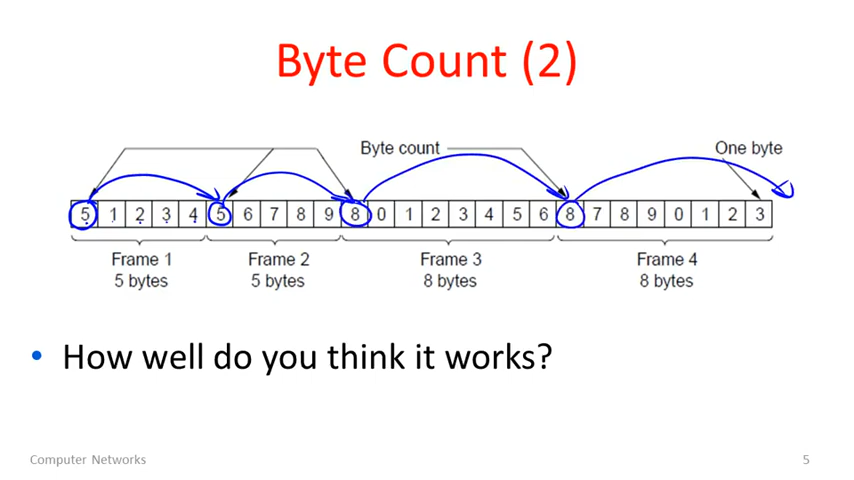 Byte Count (2)
Byte count
One byte
5 1 2 3 4 5 6 7 8 9 8 0 1 2 3 4 5 6 8 7 8 9 0 1 2 3
Frame 1 Frame 2 Frame 3 Frame 4
5 bytes 5 bytes 8 bytes 8 bytes
• How well do you think it works?
Computer Networks
5